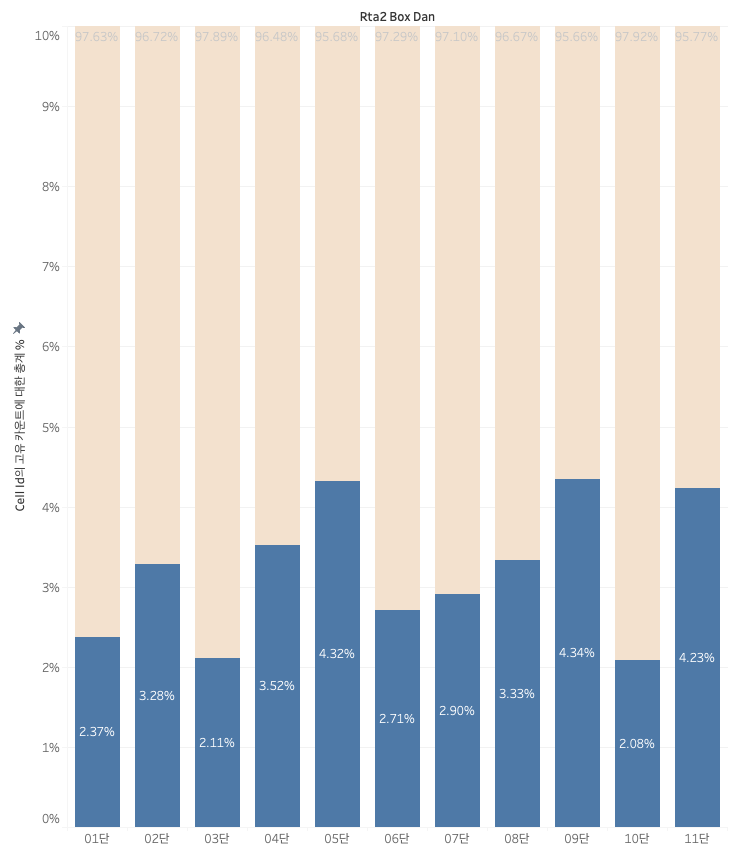 Rta2 Box Dan
10%
97.63% 96.72% 97.89% 96.48% 95.68% 97.29% 97.10% 96.67% 95.66% 97.92% 95.77%
9%
8%
7%
6%
5%
4%
3%
2%
1%
0%
Cell Id의 고유 카운트에 대한 총계 %
2.37% 3.28% 2.11% 3.52% 4.32% 2.71% 2.90% 3.33% 4.34% 2.08% 4.23%
01단 02단 03단 04단 05단 06단 07단 08단 09단 10단 11단